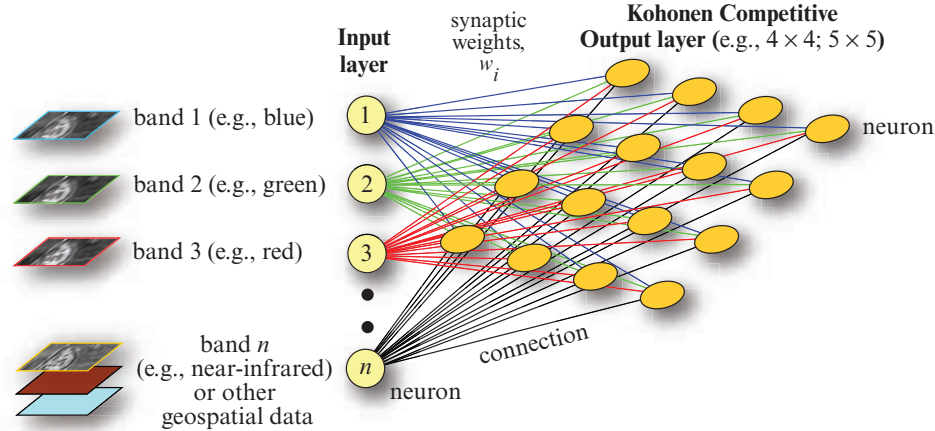 Kohonen Competitive
Output layer (e.g., 4 × 4; 5 × 5)
synaptic
weights,
w_i
Input
layer
band 1 (e.g., blue)
1
neuron
band 2 (e.g., green)
2
band 3 (e.g., red)
3
connection
band n
(e.g., near-infrared)
or other
geospatial data
n
neuron